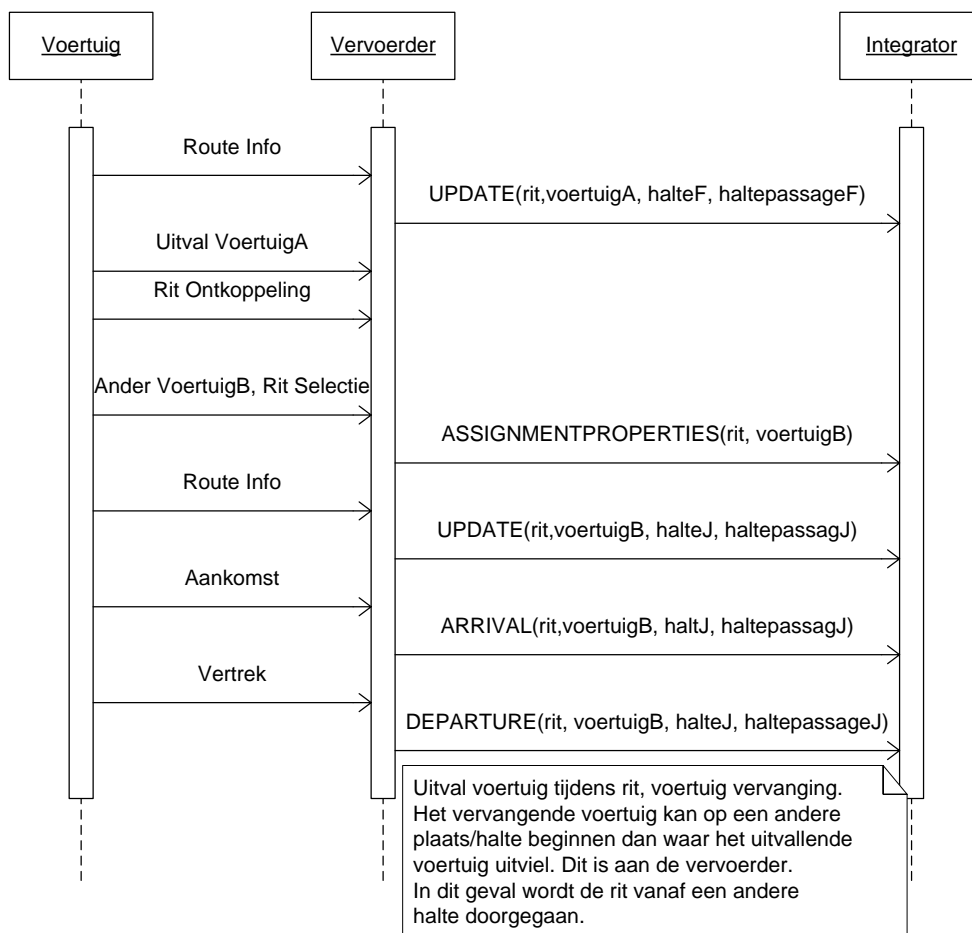 Voertuig
Vervoerder
Integrator
Route Info
UPDATE(rit,voertuigA, halteF, haltepassageF)
Uitval VoertuigA
Rit Ontkoppeling
Ander VoertuigB, Rit Selectie
ASSIGNMENTPROPERTIES(rit, voertuigB)
Route Info
UPDATE(rit,voertuigB, halteJ, haltepassagJ)
Aankomst
ARRIVAL(rit,voertuigB, haltJ, haltepassagJ)
Vertrek
DEPARTURE(rit, voertuigB, halteJ, haltepassageJ)
Uitval voertuig tijdens rit, voertuig vervanging.
Het vervangende voertuig kan op een andere
plaats/halte beginnen dan waar het uitvallende
voertuig uitviel. Dit is aan de vervoerder.
In dit geval wordt de rit vanaf een andere
halte doorgegaan.